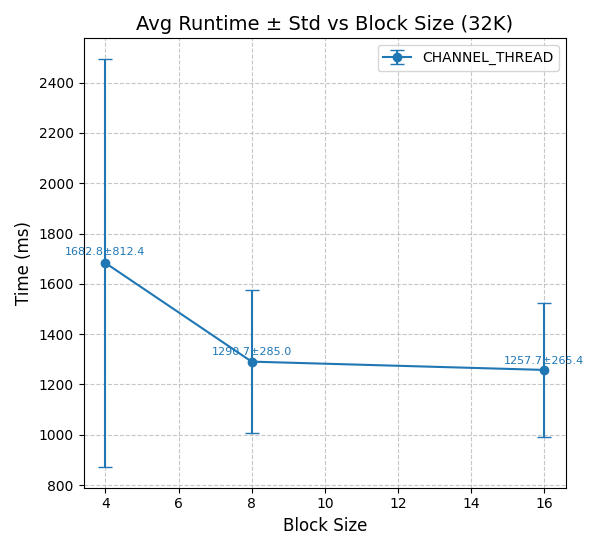 Avg Runtime ± Std vs Block Size (32K)
CHANNEL_THREAD
Time (ms)
2400
2200
2000
1800
1600
1400
1200
1000
800
1682.8±812.4
1290.7±285.0
1257.7±265.4
4 6 8 10 12 14 16
Block Size